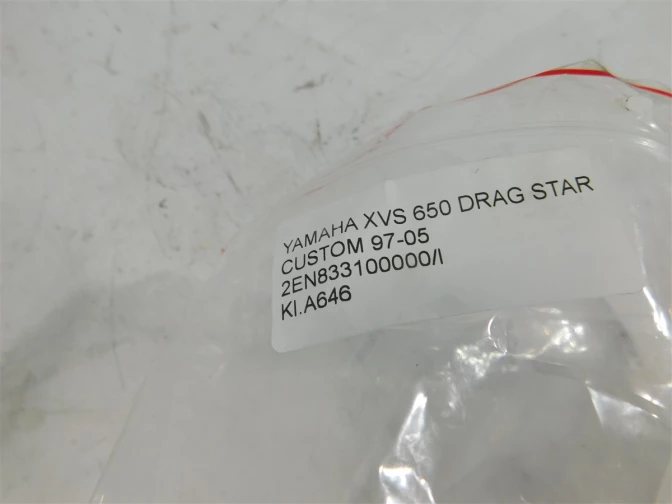 YAMAHA XVS 650 DRAG STAR
CUSTOM 97-05
2EN833100000/I
KI.A646